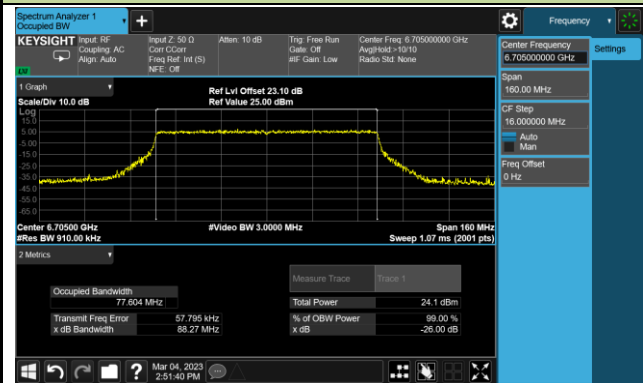 Spectrum Analyzer 1
Occupied BW
Frequency
KEYSIGHT
Input: RF
Coupling: AC
Align: Auto
Input Z: 50 Ω
Corr CCorr
Freq Ref: Int (S)
NFE: Off
Atten: 10 dB
Trig: Free Run
Gate: Off
#IF Gain: Low
Center Freq: 6.705000000 GHz
Avg|Hold:>10/10
Radio Std: None
Center Frequency
6.705000000 GHz
Settings
Span
160.00 MHz
CF Step
16.000000 MHz
Auto
Man
Freq Offset
0 Hz
1 Graph
Scale/Div 10.0 dB
Ref Lvl Offset 23.10 dB
Ref Value 25.00 dBm
Log
15.0
5.00
-5.00
-15.0
-25.0
-35.0
-45.0
-55.0
-65.0
Center 6.70500 GHz
#Res BW 910.00 kHz
#Video BW 3.0000 MHz
Span 160 MHz
Sweep 1.07 ms (2001 pts)
2 Metrics
Measure Trace
Trace 1
Occupied Bandwidth
77.604 MHz
Total Power
24.1 dBm
Transmit Freq Error
57.795 kHz
% of OBW Power
99.00 %
x dB Bandwidth
88.27 MHz
x dB
-26.00 dB
Mar 04, 2023
2:51:40 PM